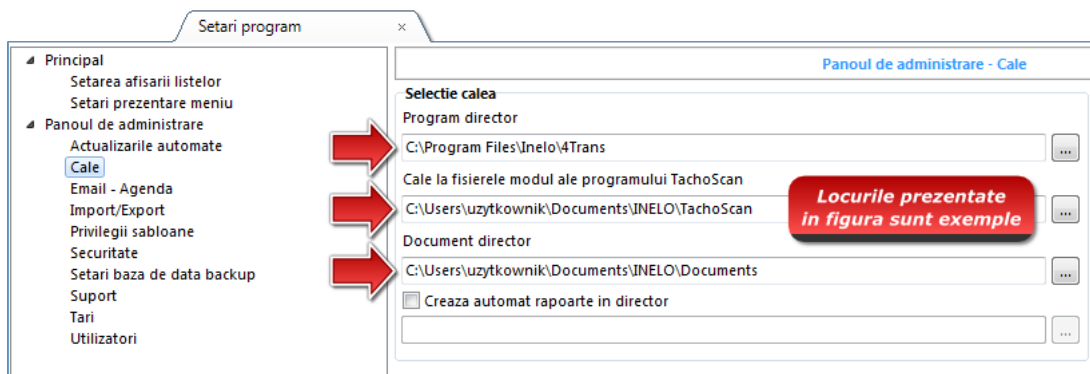 Setari program
Principal
Setarea afisarii listelor
Setari prezentare meniu
Panoul de administrare
Actualizarile automate
Cale
Email - Agenda
Import/Export
Privilegii sabloane
Securitate
Setari baza de data backup
Suport
Tari
Utilizatori
Panoul de administrare - Cale
Selectie calea
Program director
C:\Program Files\Inelo\4Trans
...
Cale la fisierele modul ale programului TachoScan
C:\Users\uzytkownik\Documents\INELO\TachoScan
...
Locurile prezentate
in figura sunt exemple
Document director
C:\Users\uzytkownik\Documents\INELO\Documents
...
Creaza automat rapoarte in director
...